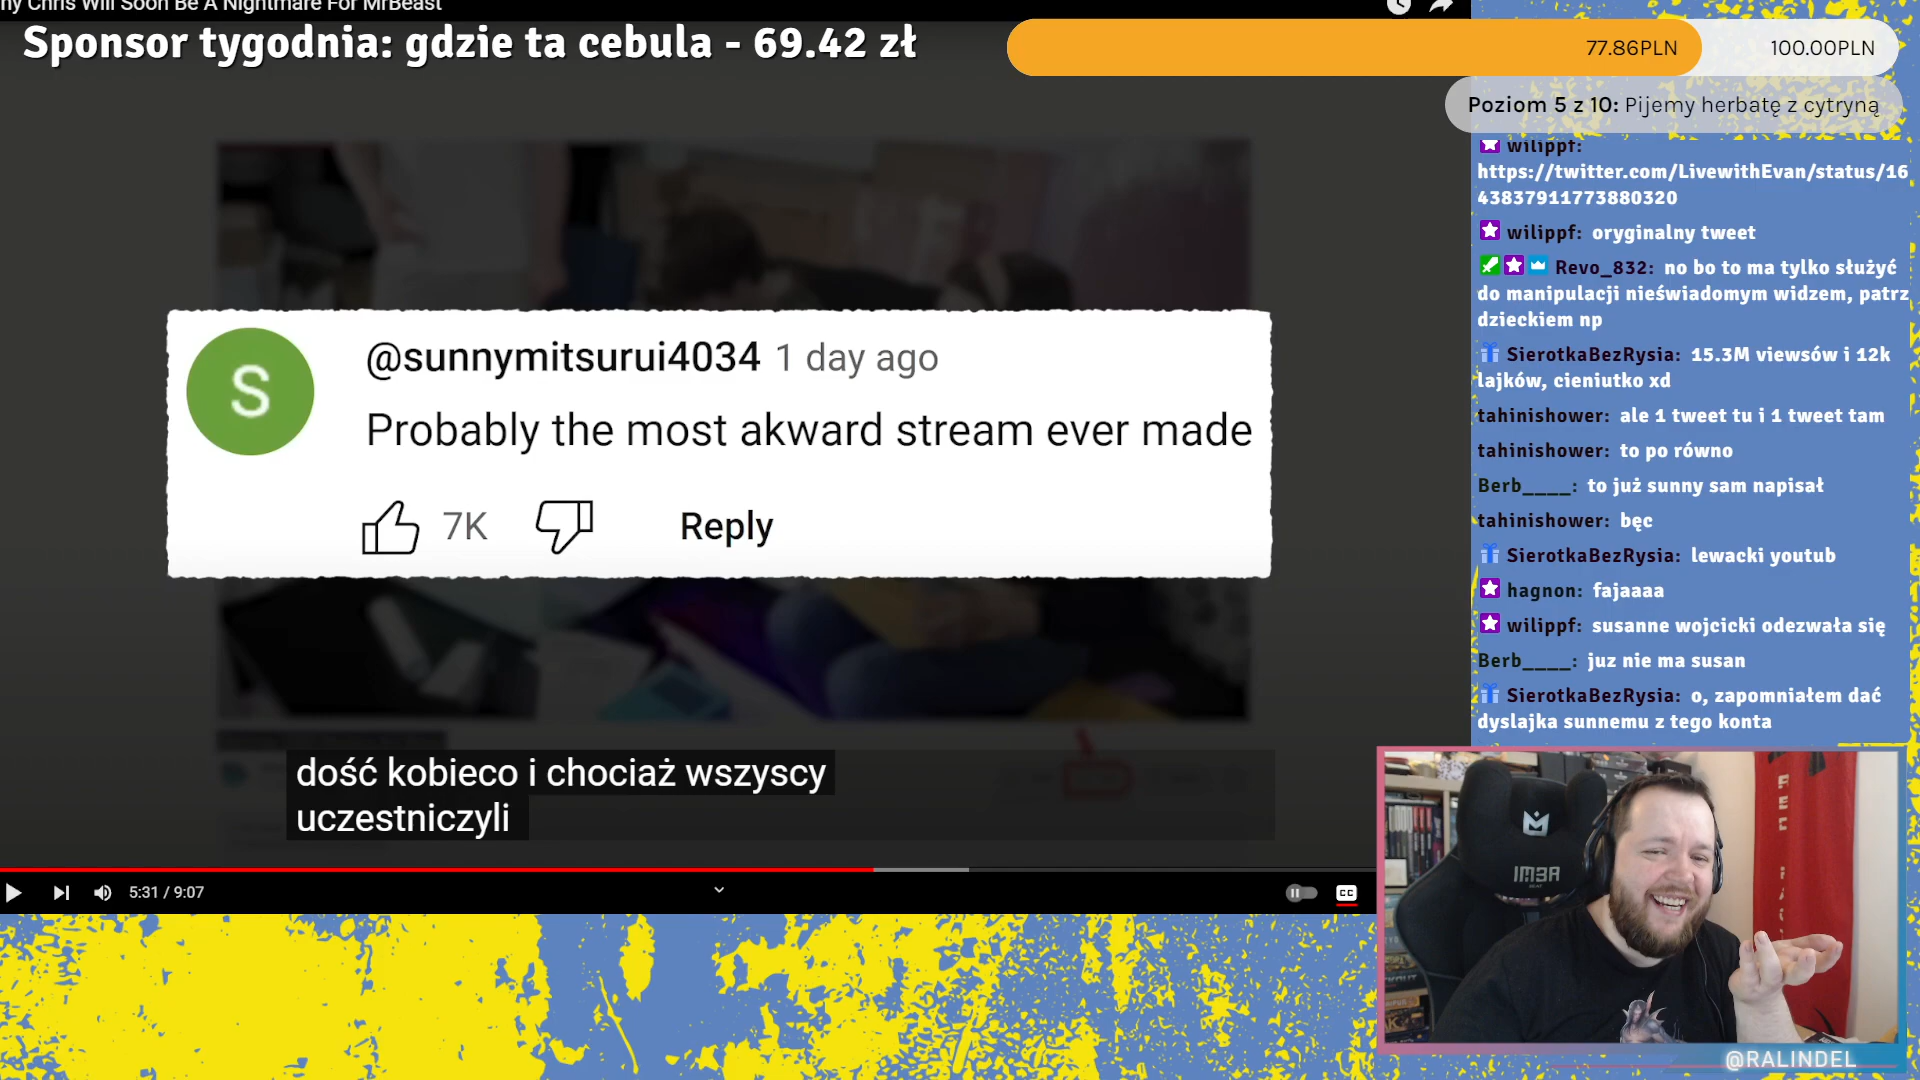 hy Chris Will Soon Be A Nightmare For MrBeast
Sponsor tygodnia: gdzie ta cebula - 69.42 zł
77.86PLN
100.00PLN
Poziom 5 z 10: Pijemy herbatę z cytryną
wilippf:
https://twitter.com/LivewithEvan/status/16
43837911773880320
wilippf: oryginalny tweet
Revo_832: no bo to ma tylko służyć
do manipulacji nieświadomym widzem, patrz
dzieckiem np
SierotkaBezRysia: 15.3M viewsów i 12k
lajków, cieniutko xd
tahinishower: ale 1 tweet tu i 1 tweet tam
tahinishower: to po równo
Berb____: to już sunny sam napisał
tahinishower: bęc
SierotkaBezRysia: lewacki youtub
hagnon: fajaaaa
wilippf: susanne wojcicki odezwała się
Berb____: juz nie ma susan
SierotkaBezRysia: o, zapomniałem dać
dyslajka sunnemu z tego konta
S
@sunnymitsurui4034 1 day ago
Probably the most akward stream ever made
7K
Reply
dość kobieco i chociaż wszyscy
uczestniczyli
5:31 / 9:07
CC
@RALINDEL